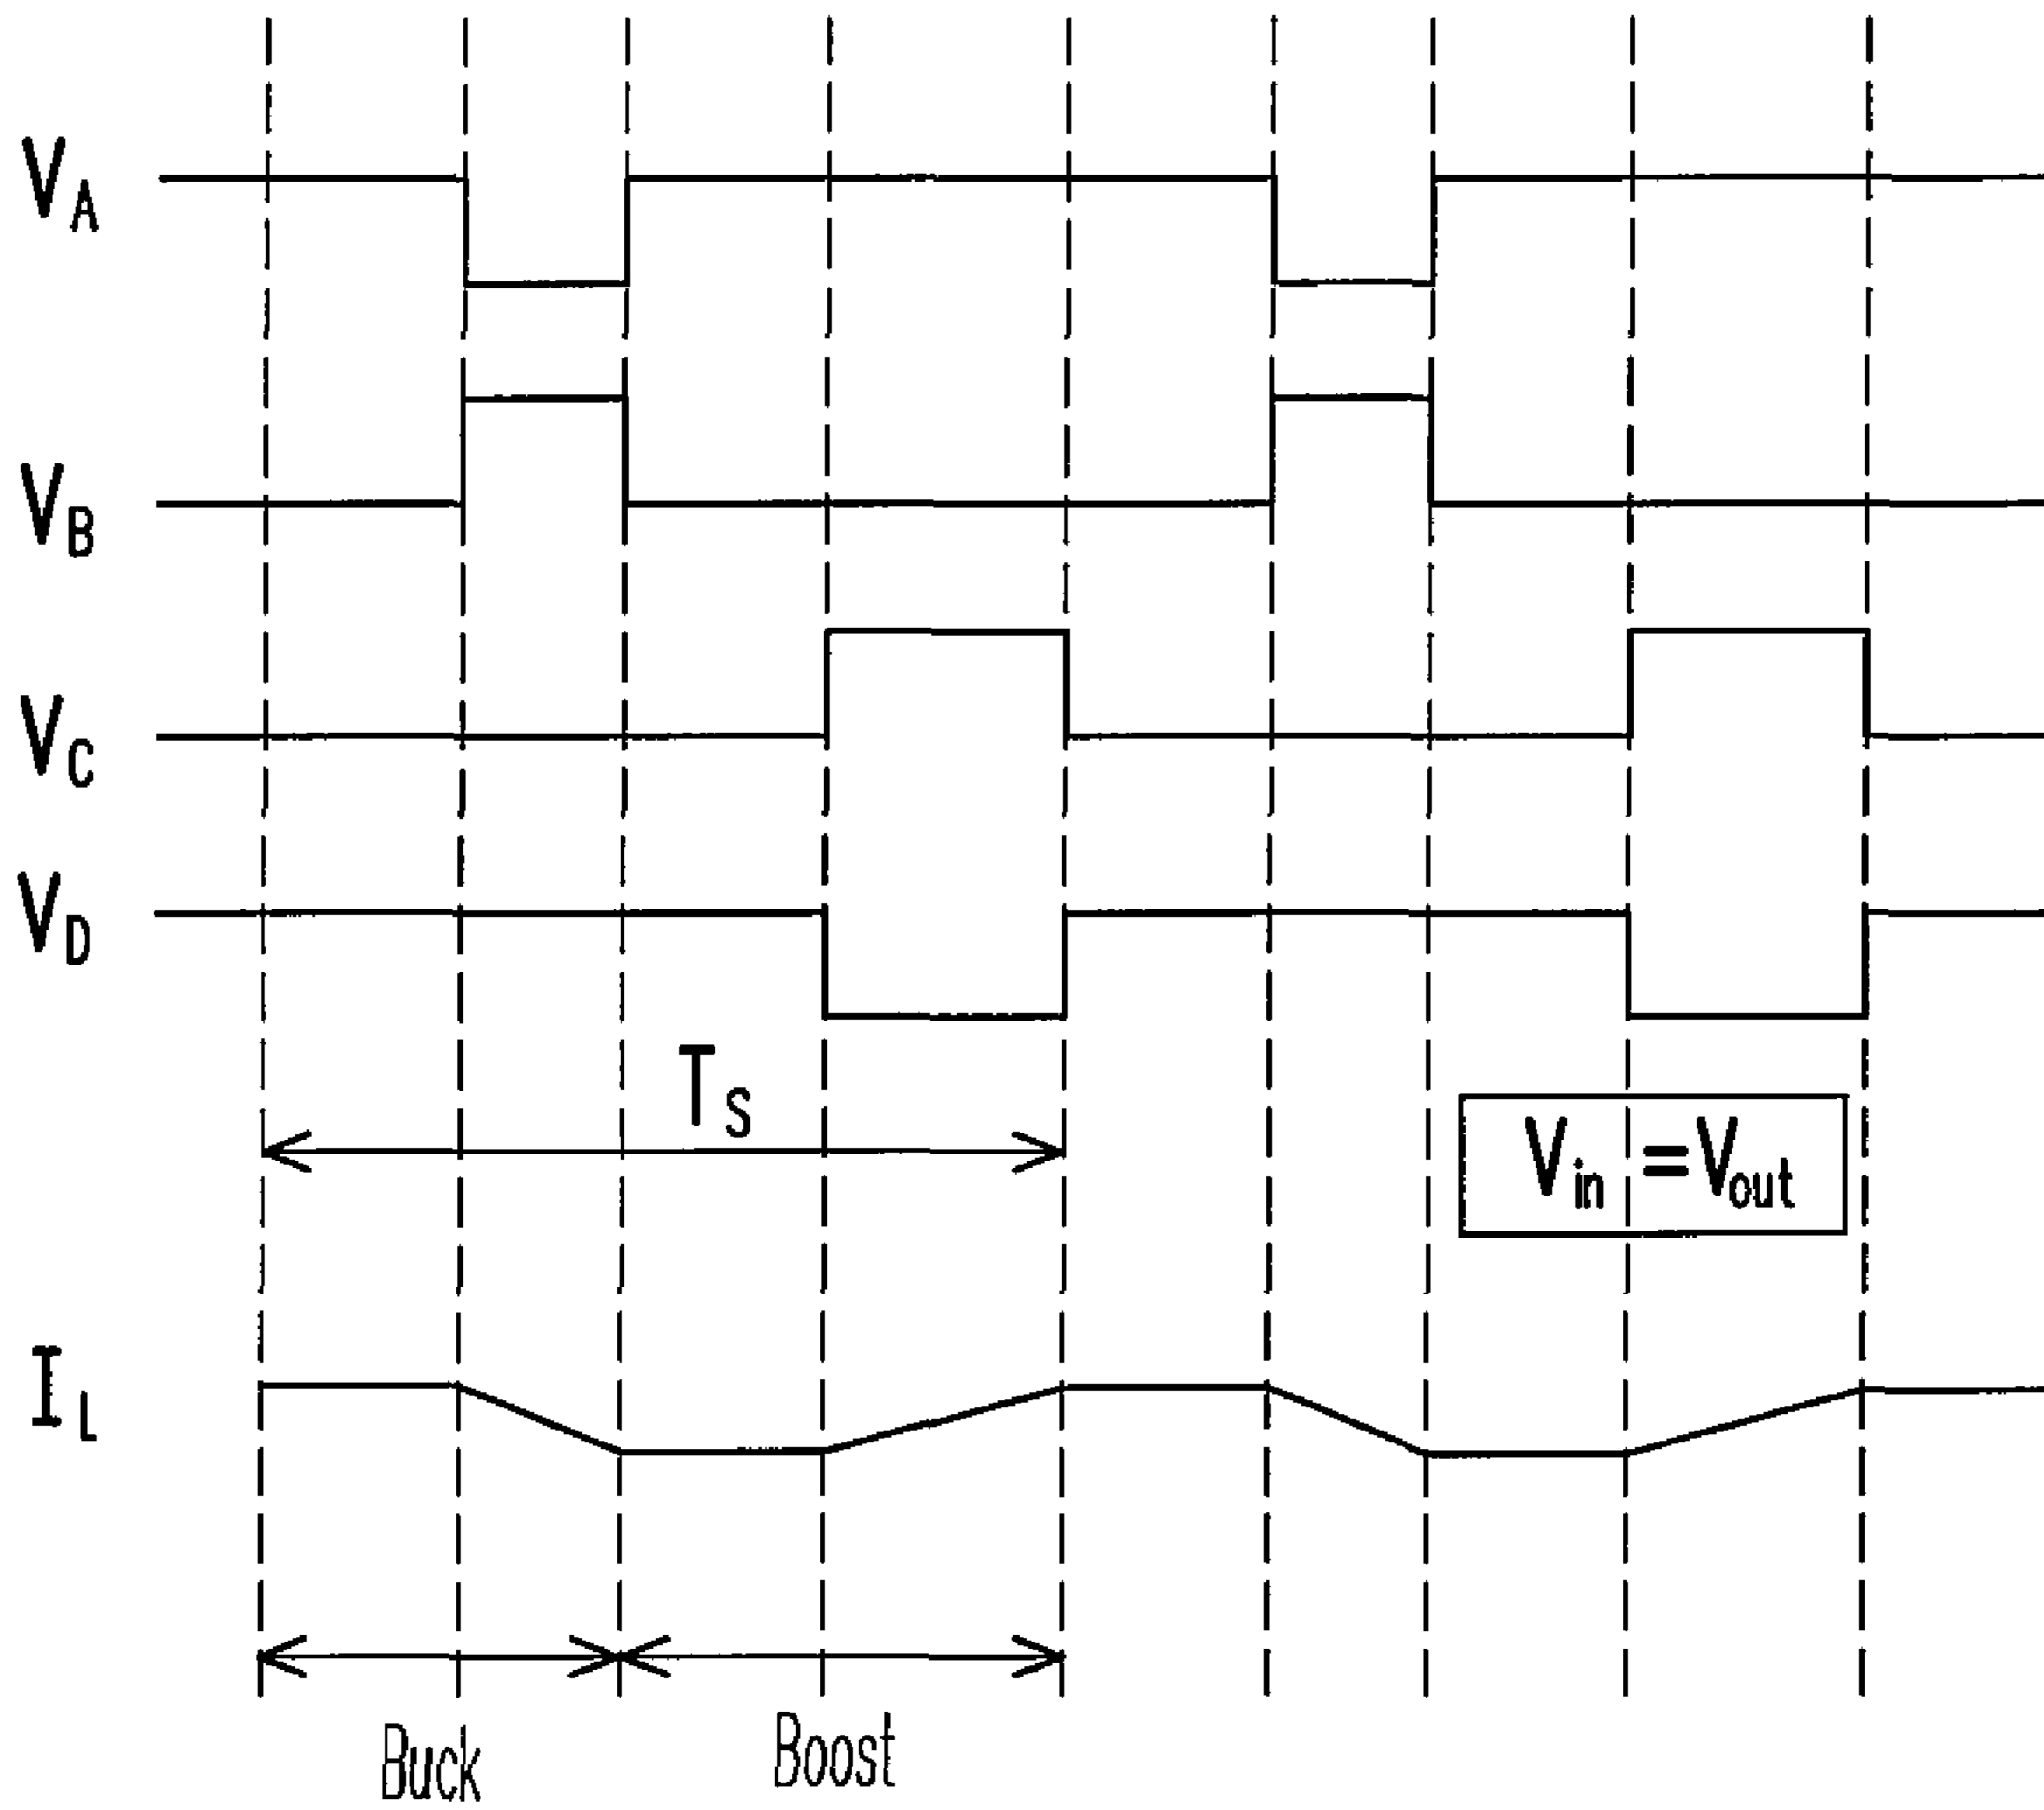 V_A
V_B
V_C
V_D
T_S
V_in = V_out
I_L
Buck
Boost